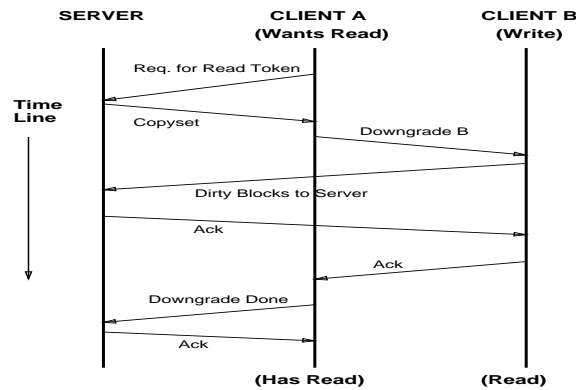 SERVER
CLIENT A
CLIENT B
(Wants Read)
(Write)
Req. for Read Token
Time
Line
Copyset
Downgrade B
Dirty Blocks to Server
Ack
Ack
Downgrade Done
Ack
(Has Read)
(Read)